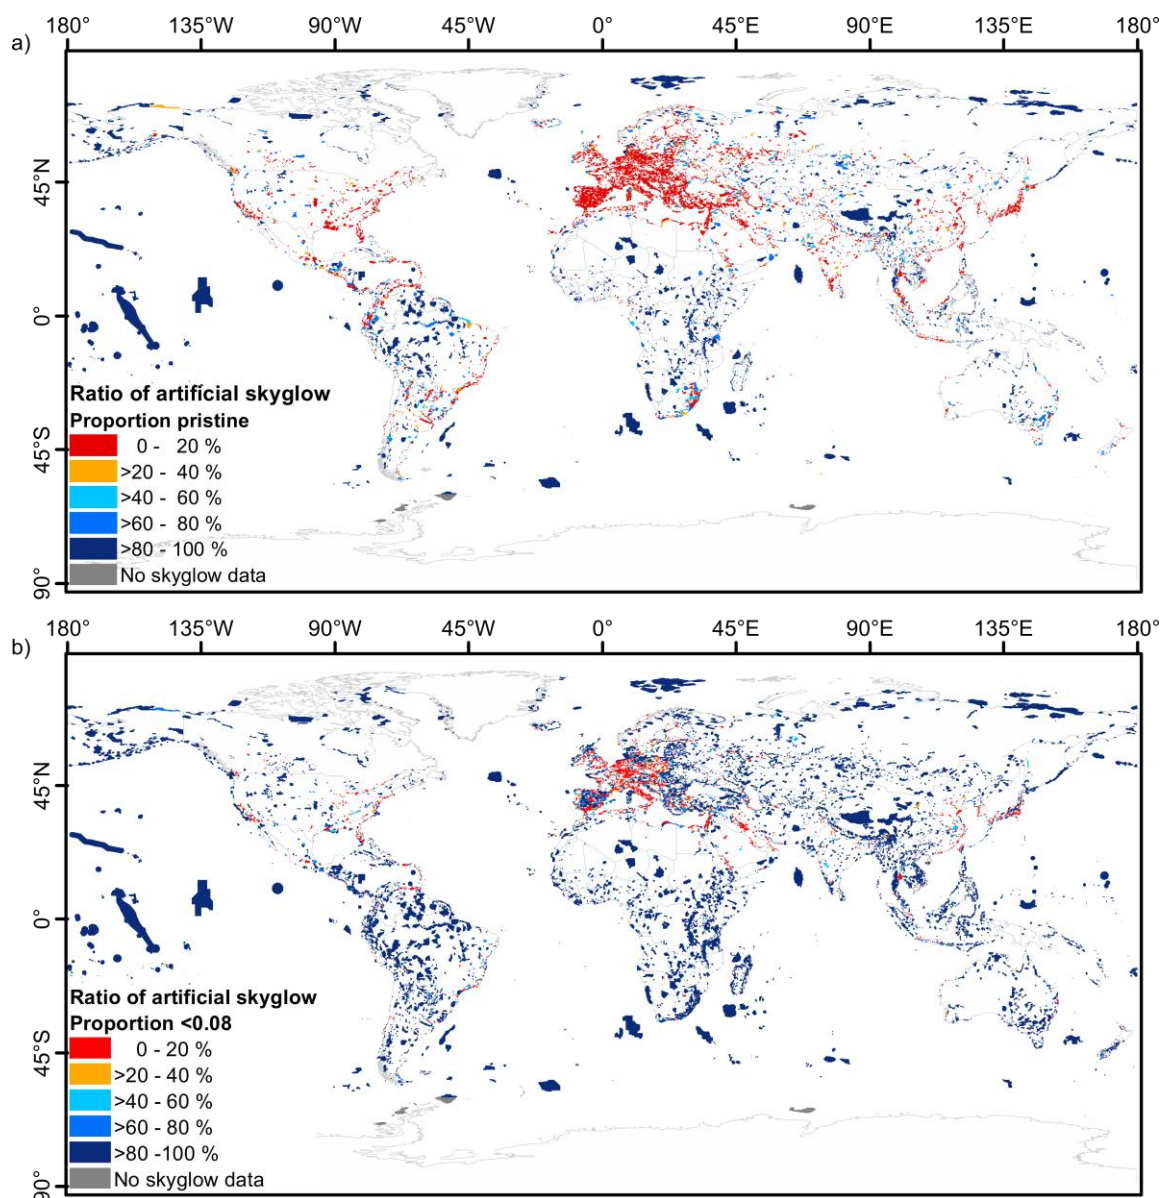 180° 135°W 90°W 45°W 0° 45°E 90°E 135°E 180°
a)
45°N
0°
45°S
90°
Ratio of artificial skyglow
Proportion pristine
0 - 20 %
>20 - 40 %
>40 - 60 %
>60 - 80 %
>80 - 100 %
No skyglow data
180° 135°W 90°W 45°W 0° 45°E 90°E 135°E 180°
b)
45°N
0°
45°S
90°
Ratio of artificial skyglow
Proportion <0.08
0 - 20 %
>20 - 40 %
>40 - 60 %
>60 - 80 %
>80 -100 %
No skyglow data